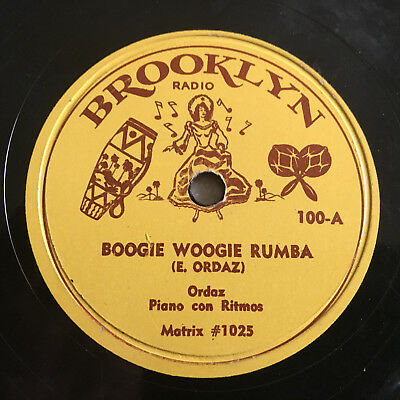 BROOKLYN
RADIO
100-A
BOOGIE WOOGIE RUMBA
(E. ORDAZ)
Ordaz
Piano con Ritmos
Matrix #1025